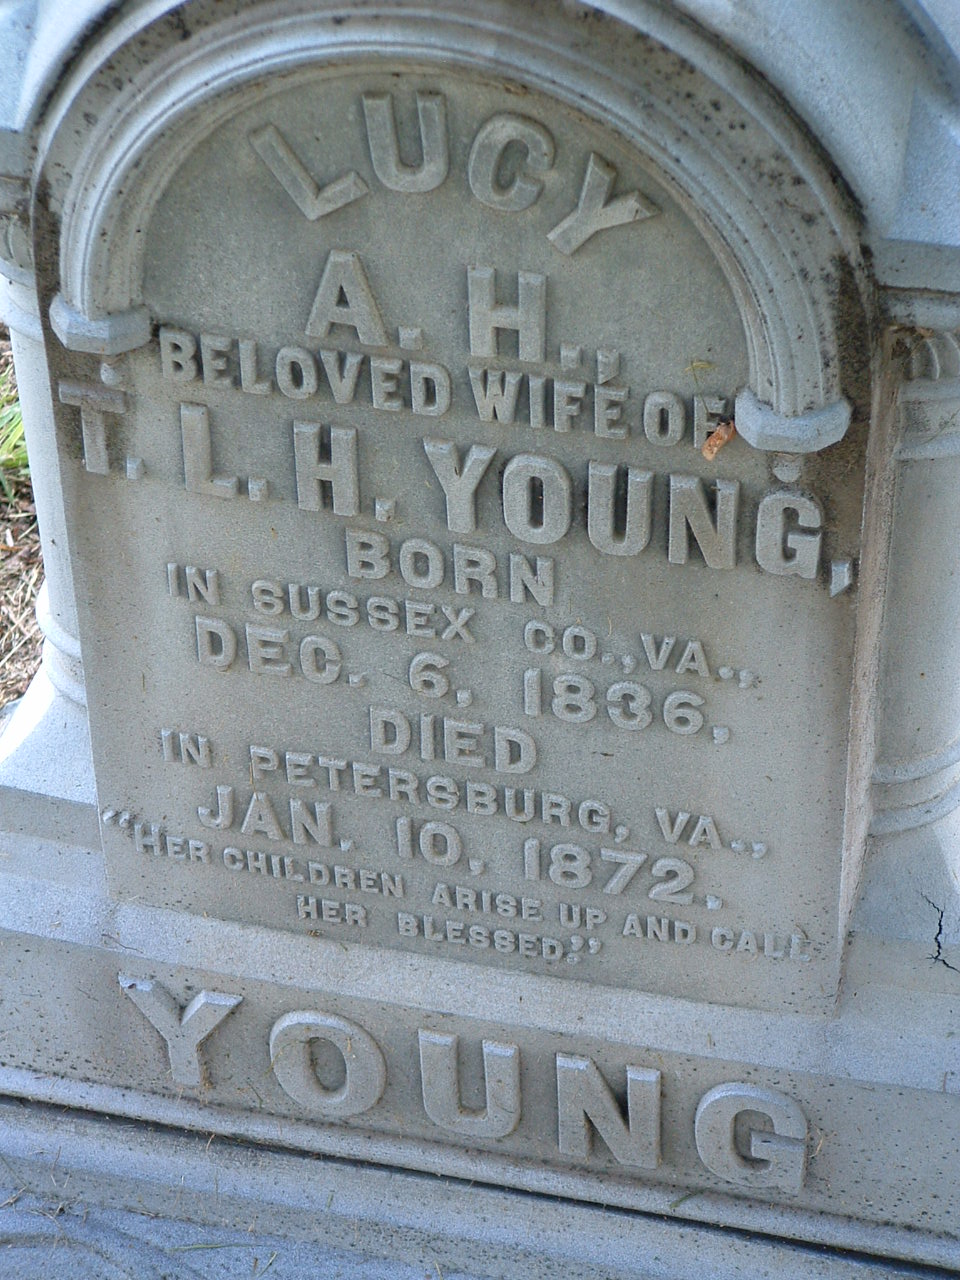 LUCY
A. H.,
BELOVED WIFE OF
T. L. H. YOUNG,
BORN
IN SUSSEX CO., VA.,
DEC. 6, 1836,
DIED
IN PETERSBURG, VA.,
JAN. 10, 1872.
"HER CHILDREN ARISE UP AND CALL
HER BLESSED;"
YOUNG